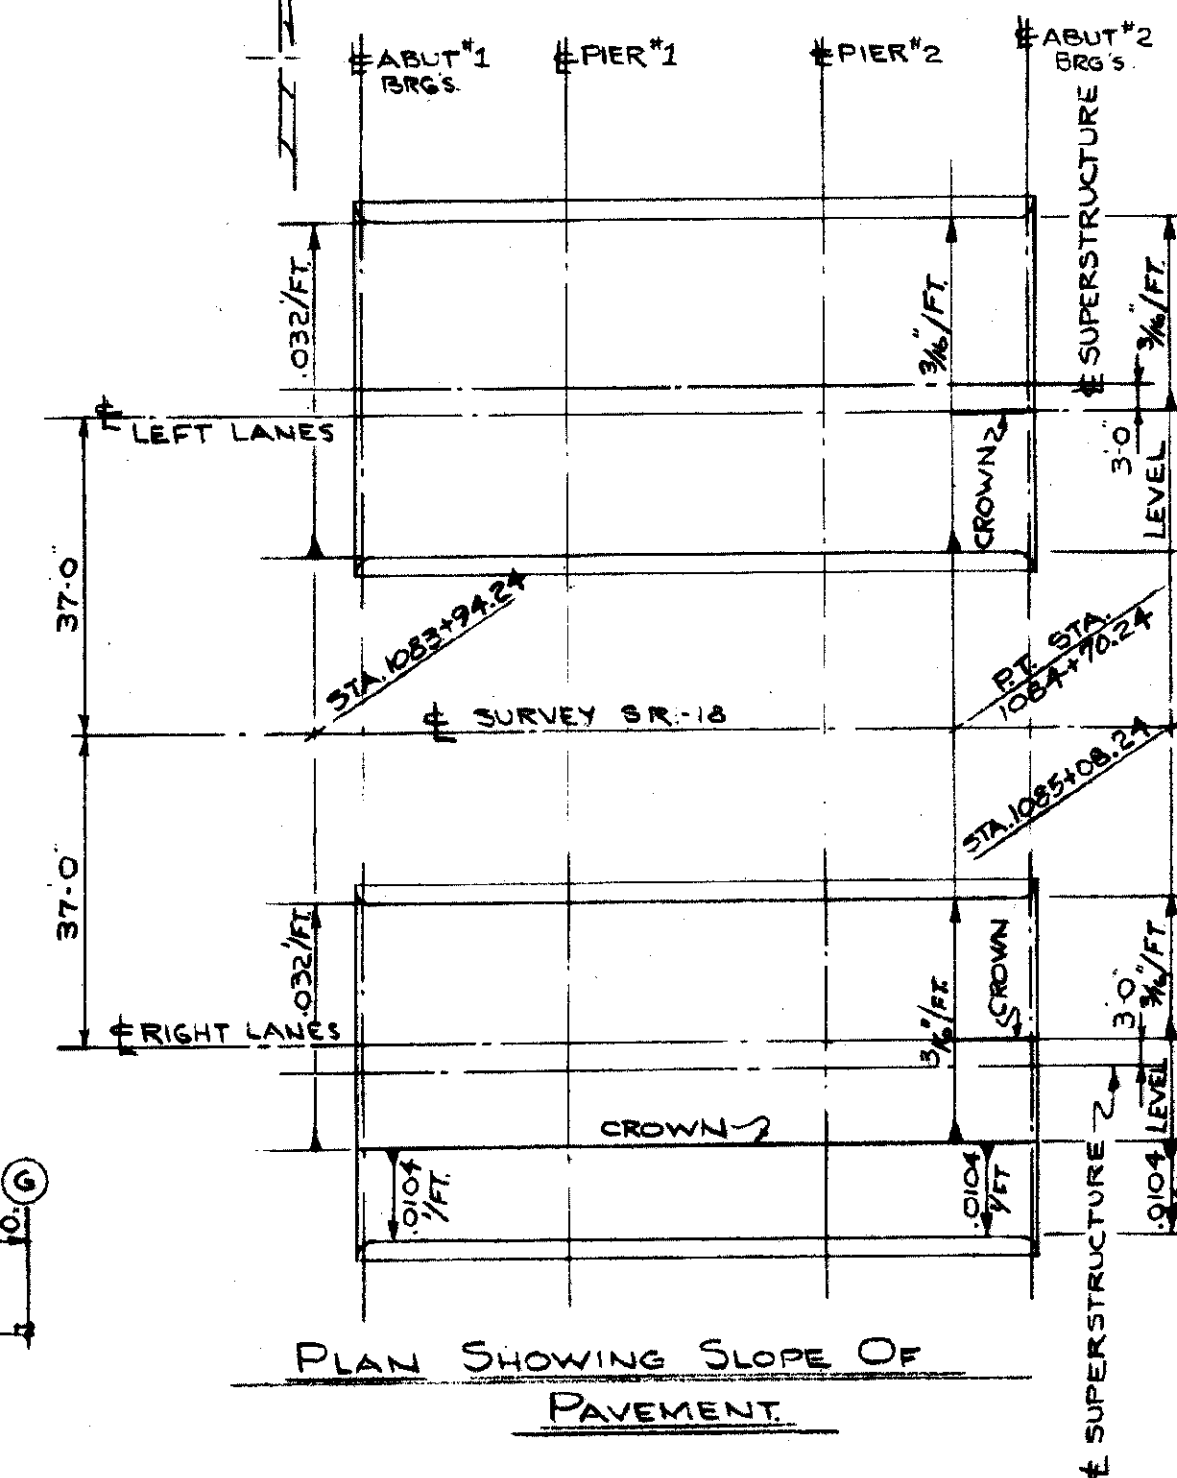 ℄ ABUT #1
BRG'S.
℄ PIER #1
℄ PIER #2
℄ ABUT #2
BRG'S.
℄ SUPERSTRUCTURE
.032'/FT.
3/16"/FT.
3/16"/FT.
℄ LEFT LANES
3'-0"
CROWN
LEVEL
37'-0"
STA. 1083+94.24
P.T. STA.
1084+70.24
℄ SURVEY SR-18
STA. 1085+08.24
37'-0"
.032'/FT.
CROWN
3/16"/FT.
3'-0"
3/16"/FT
℄ RIGHT LANES
LEVEL
CROWN
.0104
'/FT.
.0104
'/FT
.0104
6
0.
℄ SUPERSTRUCTURE
PLAN SHOWING SLOPE OF
PAVEMENT.